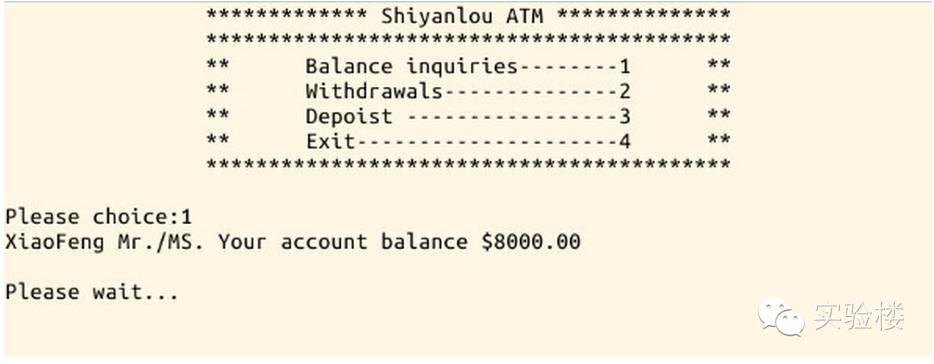 ************* Shiyanlou ATM **************
******************************************
** Balance inquiries--------1 **
** Withdrawals--------------2 **
** Depoist -----------------3 **
** Exit---------------------4 **
******************************************
Please choice:1
XiaoFeng Mr./MS. Your account balance $8000.00
Please wait...
实验楼